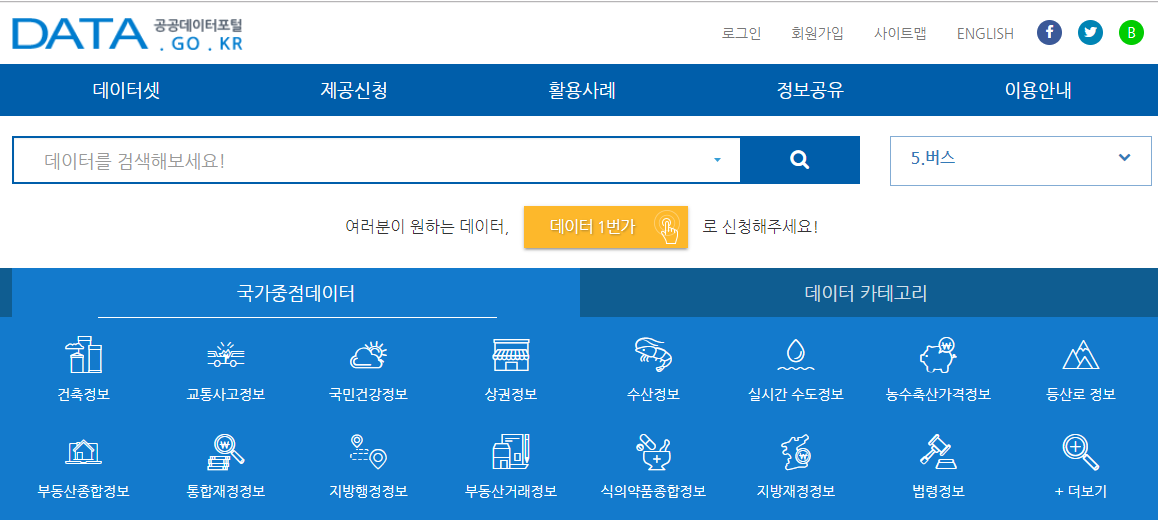 DATA 공공데이터포털
. GO . KR
로그인 회원가입 사이트맵 ENGLISH f B
데이터셋 제공신청 활용사례 정보공유 이용안내
데이터를 검색해보세요! 5.버스
여러분이 원하는 데이터, 데이터 1번가 로 신청해주세요!
국가중점데이터 데이터 카테고리
건축정보 교통사고정보 국민건강정보 상권정보 수산정보 실시간 수도정보 농수축산가격정보 등산로 정보
부동산종합정보 통합재정정보 지방행정정보 부동산거래정보 식의약품종합정보 지방재정정보 법령정보 + 더보기